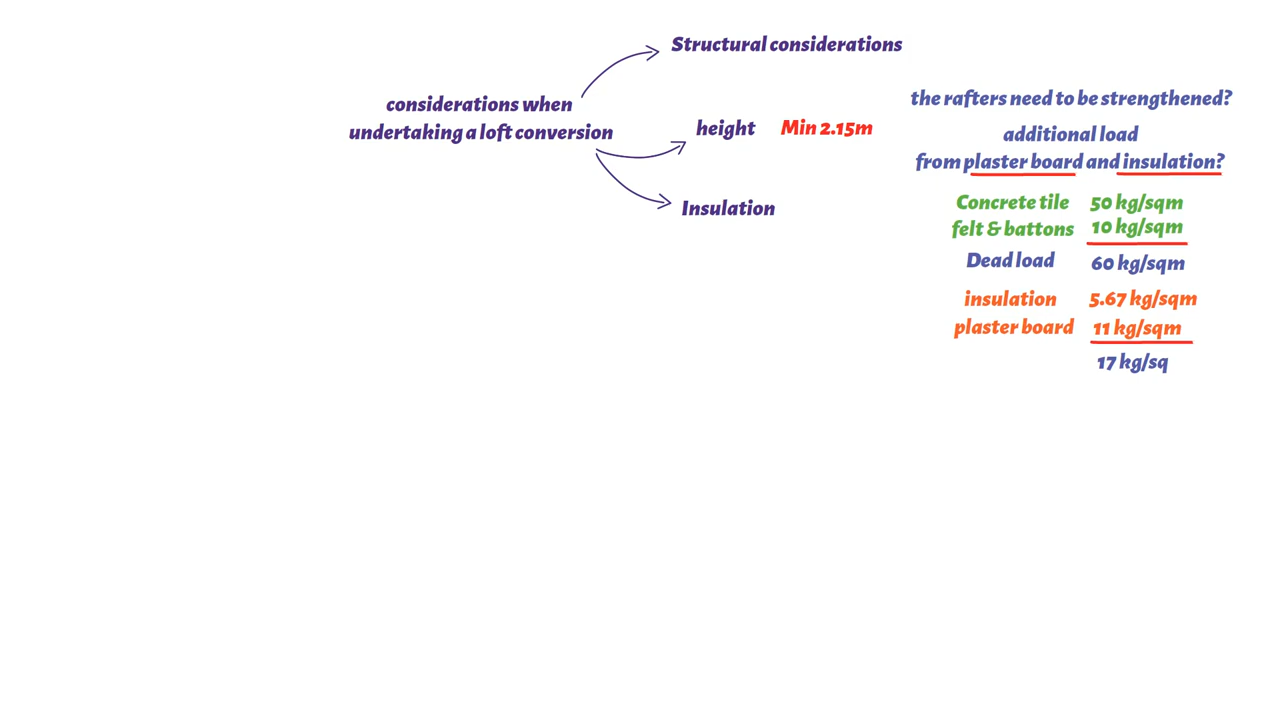 Structural considerations
considerations when
undertaking a loft conversion
height Min 2.15m
Insulation
the rafters need to be strengthened?
additional load
from plaster board and insulation?
Concrete tile 50 kg/sqm
felt & battons 10 kg/sqm
Dead load 60 kg/sqm
insulation 5.67 kg/sqm
plaster board 11 kg/sqm
17 kg/sq